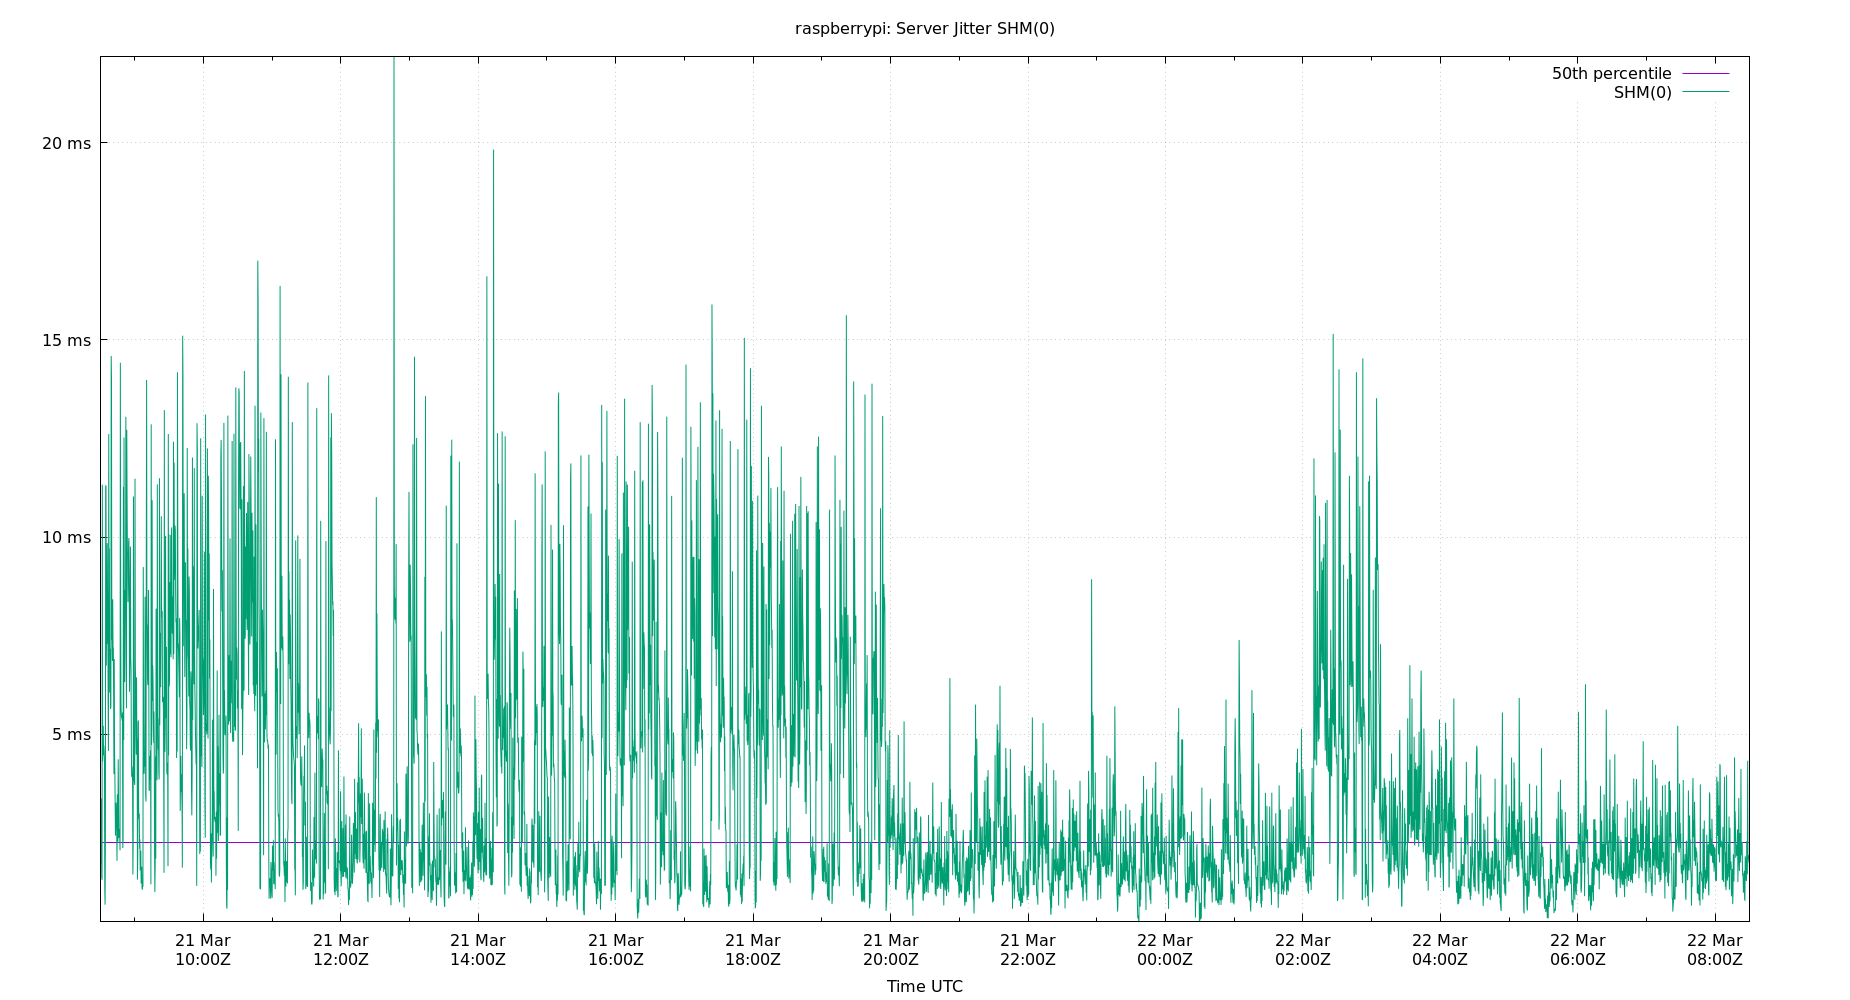 raspberrypi: Server Jitter SHM(0)
50th percentile
SHM(0)
20 ms
15 ms
10 ms
5 ms
21 Mar 21 Mar 21 Mar 21 Mar 21 Mar 21 Mar 21 Mar 22 Mar 22 Mar 22 Mar 22 Mar 22 Mar
10:00Z 12:00Z 14:00Z 16:00Z 18:00Z 20:00Z 22:00Z 00:00Z 02:00Z 04:00Z 06:00Z 08:00Z
Time UTC